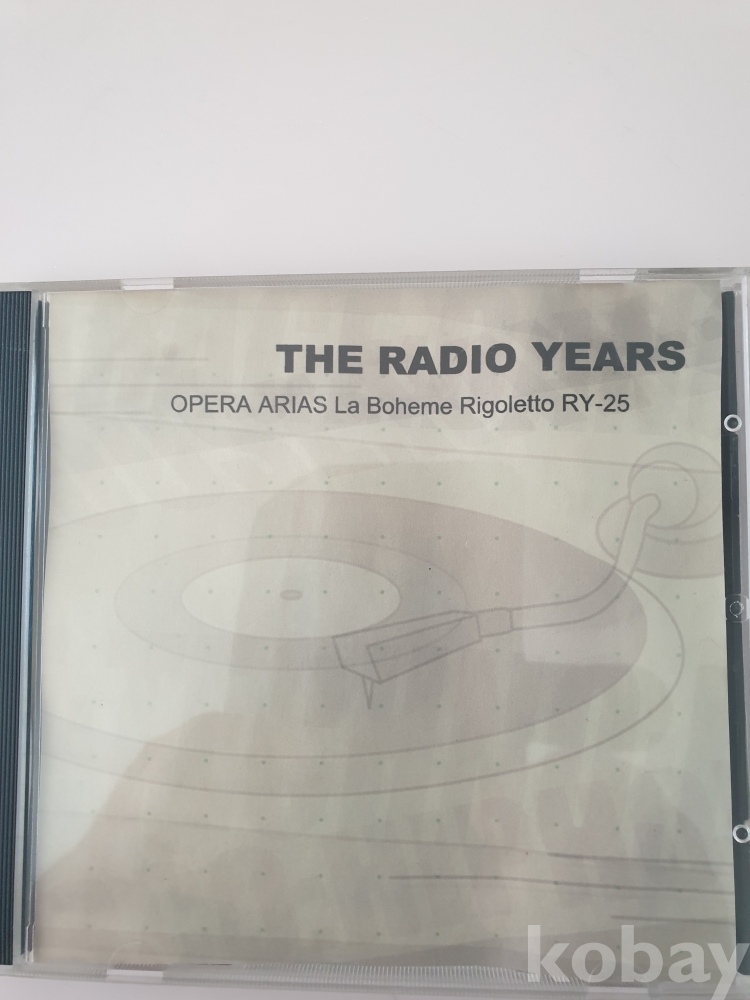 THE RADIO YEARS
OPERA ARIAS La Boheme Rigoletto RY-25
kobay